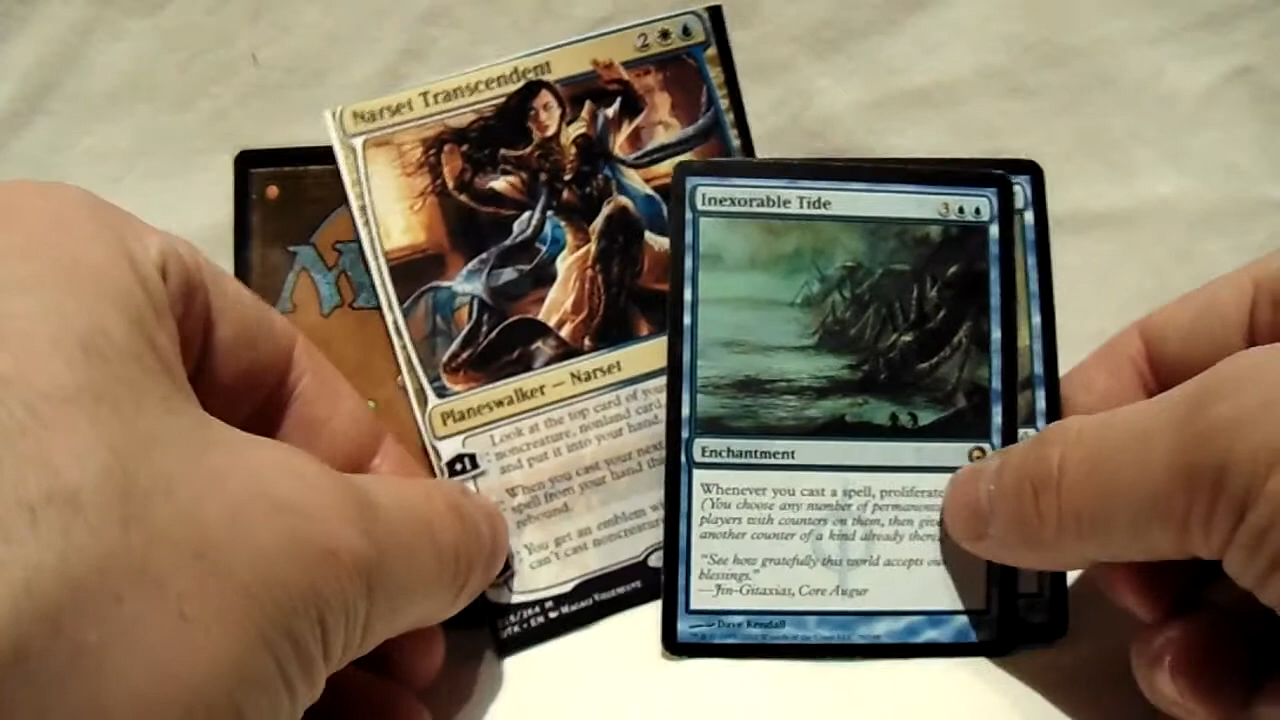 Narset Transcendent
2
Planeswalker — Narset
+1
Look at the top card of your
noncreature, nonland card,
and put it into your hand.
When you cast your next
spell from your hand this
rebound.
You get an emblem w
can't cast noncreature
M
Inexorable Tide
3
Enchantment
Whenever you cast a spell, proliferate
(You choose any number of permanents
players with counters on them, then give
another counter of a kind already there.
"See how gratefully this world accepts our
blessings."
—Jin-Gitaxias, Core Augur
Dave Kendall